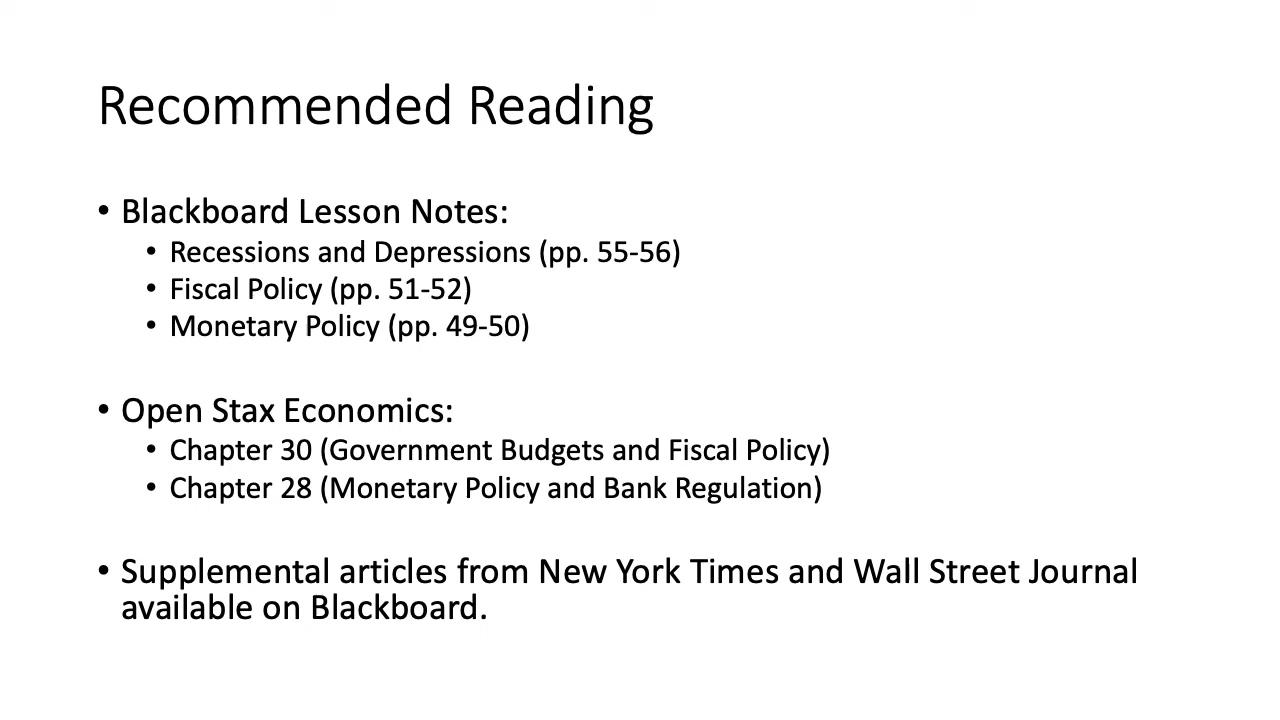 Recommended Reading
• Blackboard Lesson Notes:
• Recessions and Depressions (pp. 55-56)
• Fiscal Policy (pp. 51-52)
• Monetary Policy (pp. 49-50)
• Open Stax Economics:
• Chapter 30 (Government Budgets and Fiscal Policy)
• Chapter 28 (Monetary Policy and Bank Regulation)
• Supplemental articles from New York Times and Wall Street Journal
available on Blackboard.